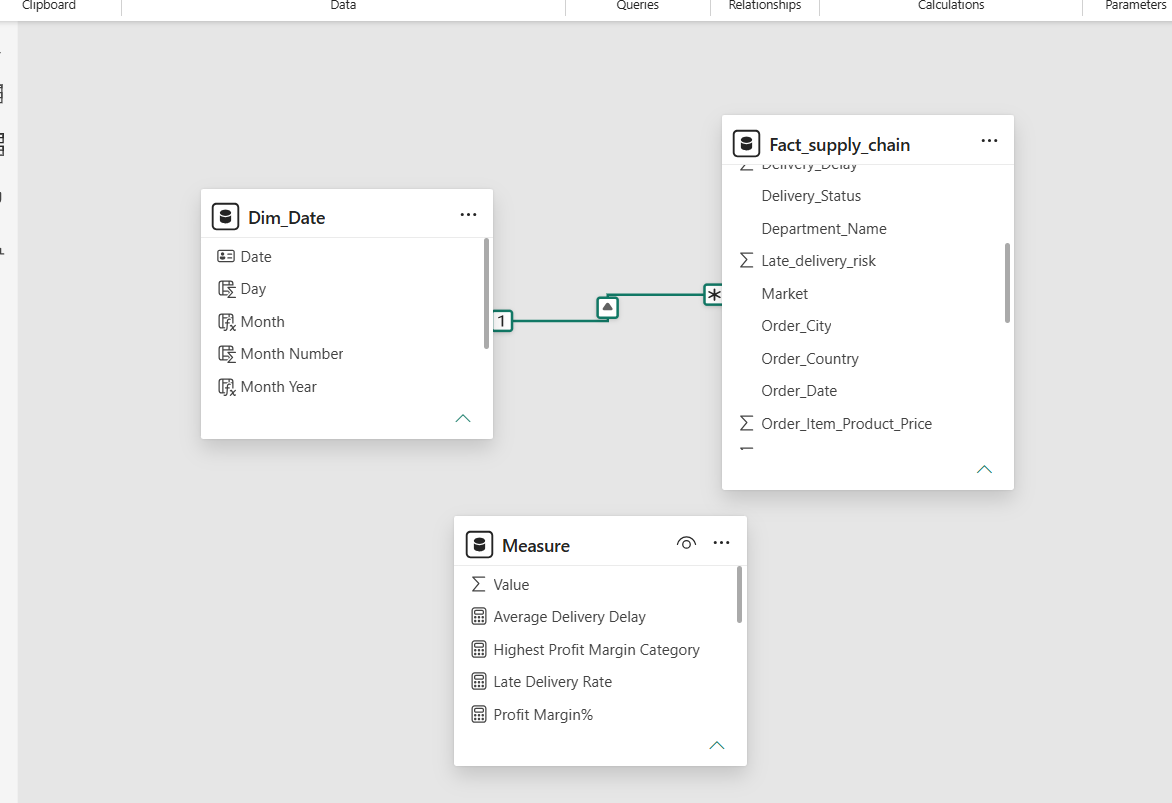 Clipboard
Data
Queries
Relationships
Calculations
Parameters
Fact_supply_chain
Delivery_Delay
Delivery_Status
Department_Name
Late_delivery_risk
Market
Order_City
Order_Country
Order_Date
Order_Item_Product_Price
Dim_Date
Date
Day
Month
Month Number
Month Year
1
*
Measure
Value
Average Delivery Delay
Highest Profit Margin Category
Late Delivery Rate
Profit Margin%